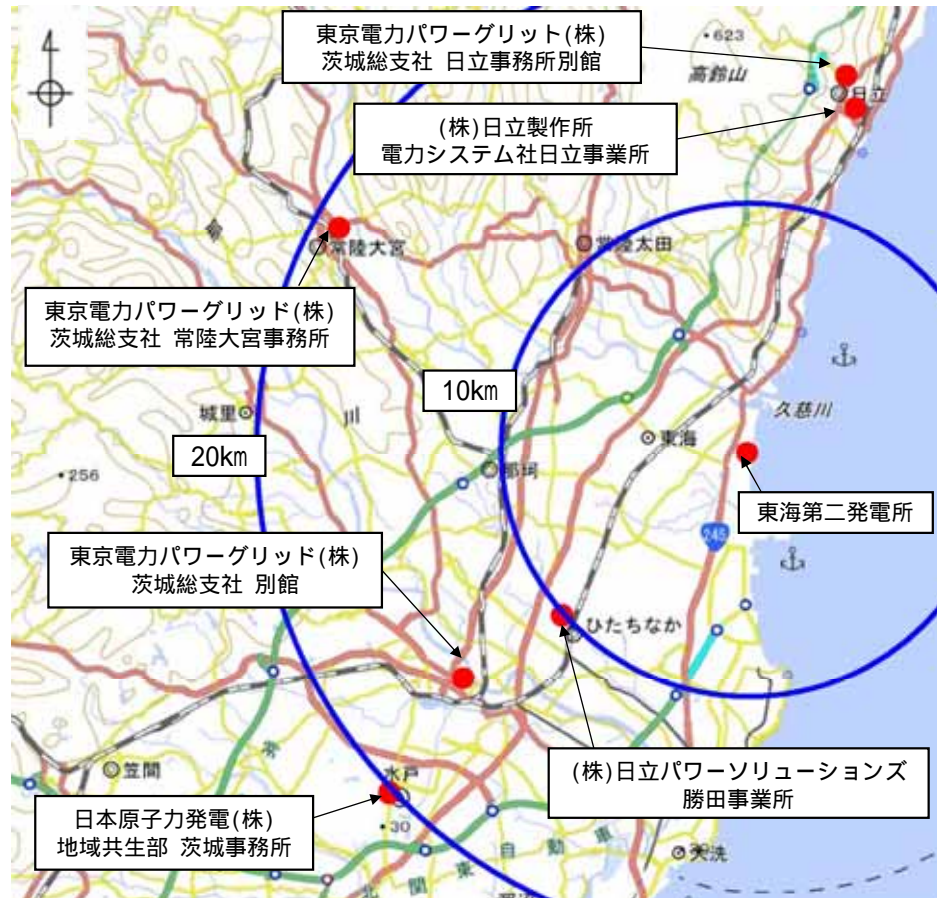 東京電力パワーグリット(株)
茨城総支社 日立事務所別館
・623
高鈴山
日立
(株)日立製作所
電力システム社日立事業所
常陸大宮
常陸太田
東京電力パワーグリッド(株)
茨城総支社 常陸大宮事務所
10km
城里
川
久慈川
20km
東海
那珂
・256
東海第二発電所
245
東京電力パワーグリッド(株)
茨城総支社 別館
ひたちなか
(株)日立パワーソリューションズ
勝田事業所
笠間
水戸
日本原子力発電(株)
地域共生部 茨城事務所
・30
大洗
北関東自動車